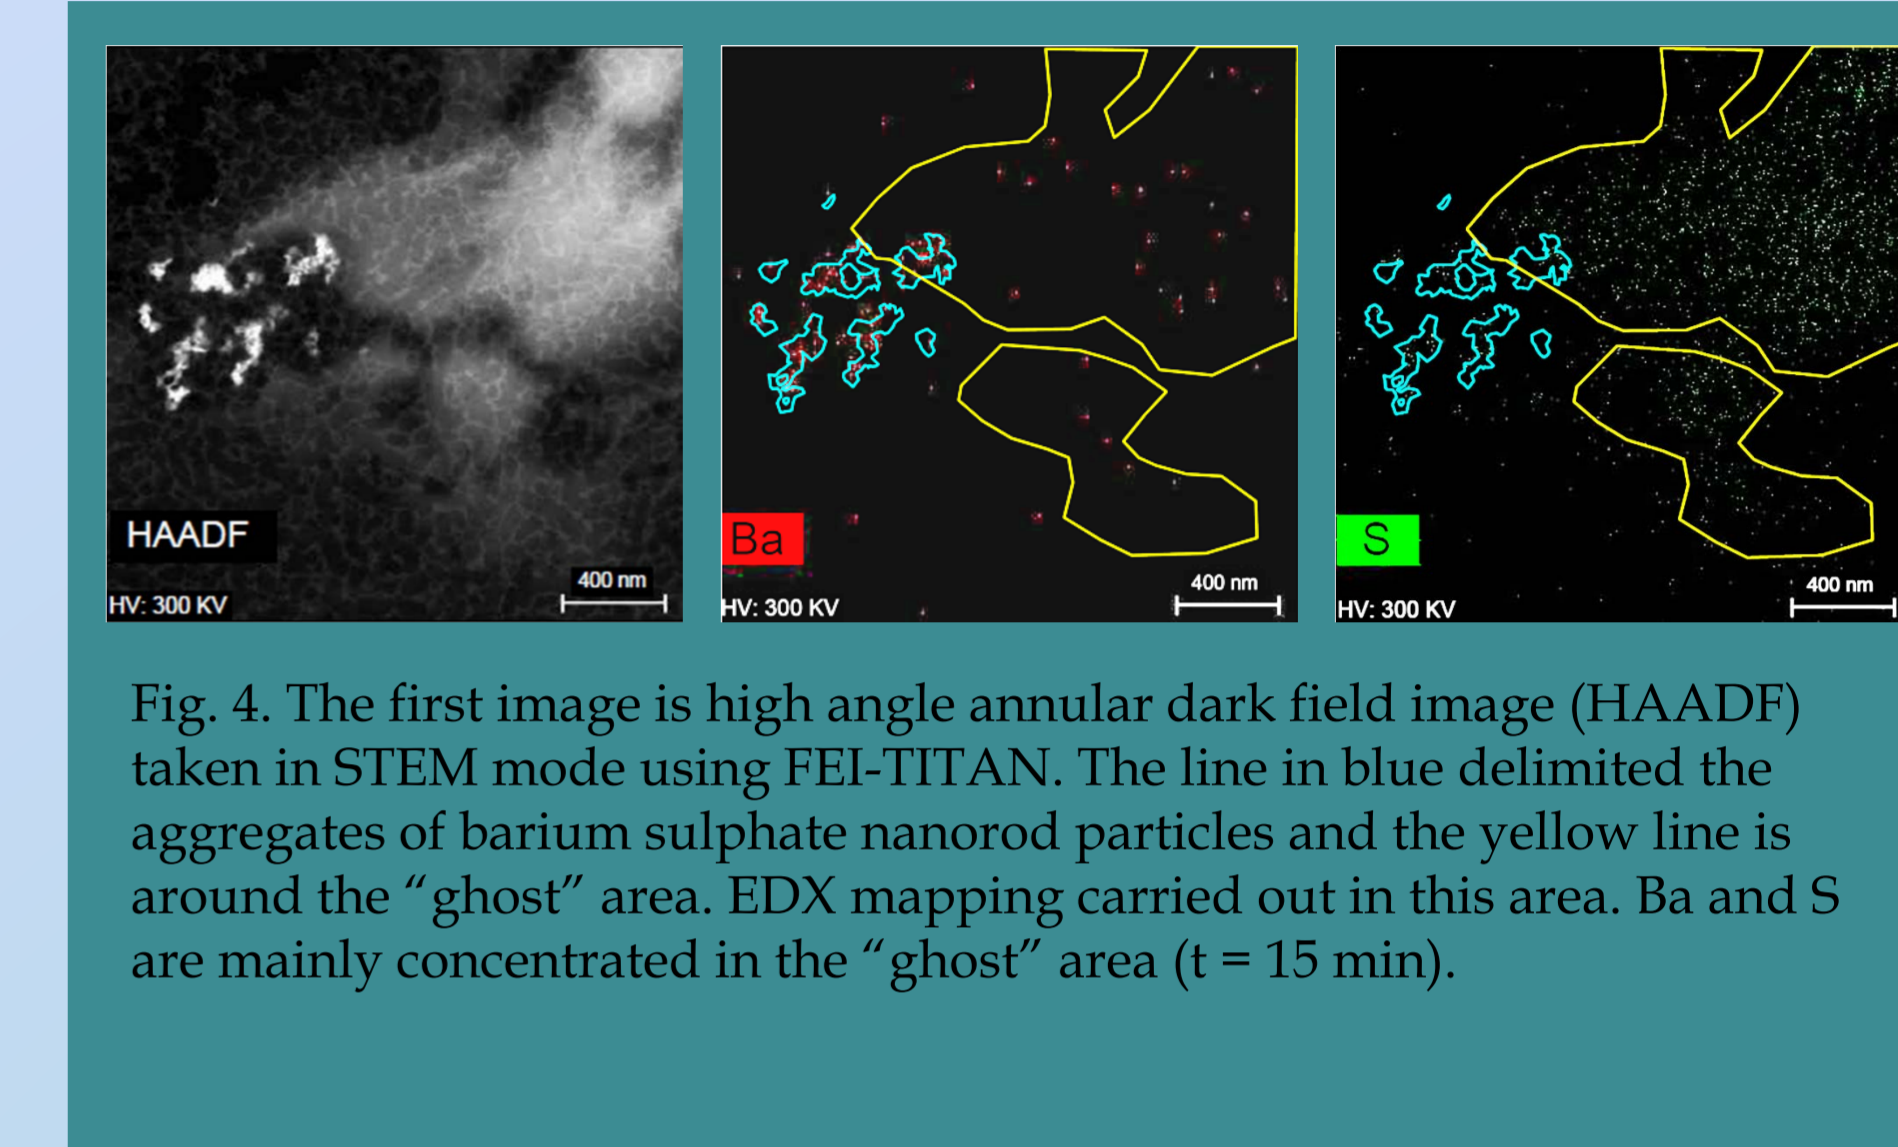 HAADF
HV: 300 KV
400 nm
Ba
HV: 300 KV
400 nm
S
HV: 300 KV
400 nm
Fig. 4. The first image is high angle annular dark field image (HAADF)
taken in STEM mode using FEI-TITAN. The line in blue delimited the
aggregates of barium sulphate nanorod particles and the yellow line is
around the “ghost” area. EDX mapping carried out in this area. Ba and S
are mainly concentrated in the “ghost” area (t = 15 min).